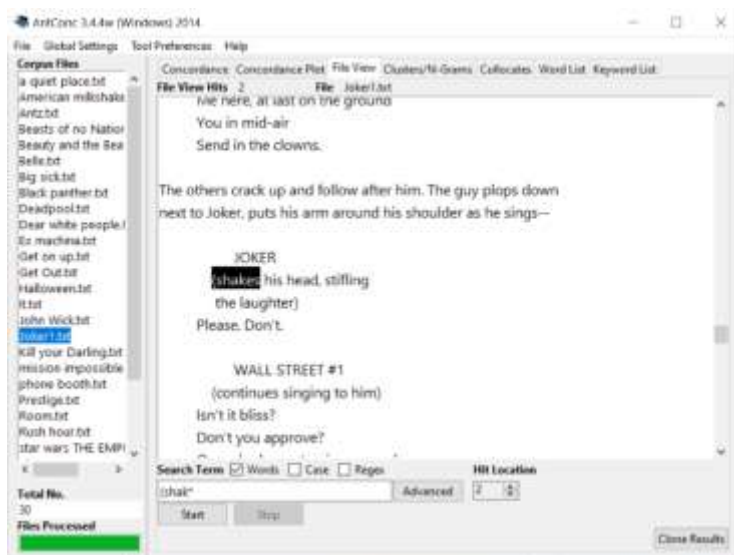 AntConc 3.4.4w (Windows) 2014
File Global Settings Tool Preferences Help
Corpus Files
a quiet place.txt
American milkshake
Antz.txt
Beasts of no Nation
Beauty and the Bea
Belle.txt
Big sick.txt
Black panther.txt
Deadpool.txt
Dear white people.t
Ex machina.txt
Get on up.txt
Get Out.txt
Halloween.txt
It.txt
John Wick.txt
Joker1.txt
Kill your Darling.txt
mission impossible
phone booth.txt
Prestige.txt
Room.txt
Rush hour.txt
star wars THE EMPI
Total No.
30
Files Processed
Concordance Concordance Plot File View Clusters/N-Grams Collocates Word List Keyword List
File View Hits 2 File Joker1.txt
Me here, at last on the ground
You in mid-air
Send in the clowns.
The others crack up and follow after him. The guy plops down
next to Joker, puts his arm around his shoulder as he sings--
JOKER
(shakes his head, stifling
the laughter)
Please. Don't.
WALL STREET #1
(continues singing to him)
Isn't it bliss?
Don't you approve?
Search Term Words Case Regex Hit Location
(shak* Advanced 2
Start Stop
Clone Results